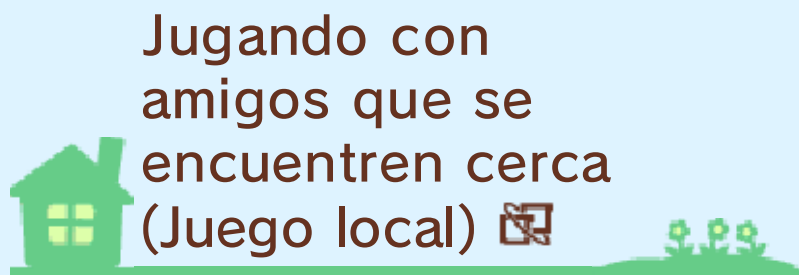 Jugando con
amigos que se
encuentren cerca
(Juego local)